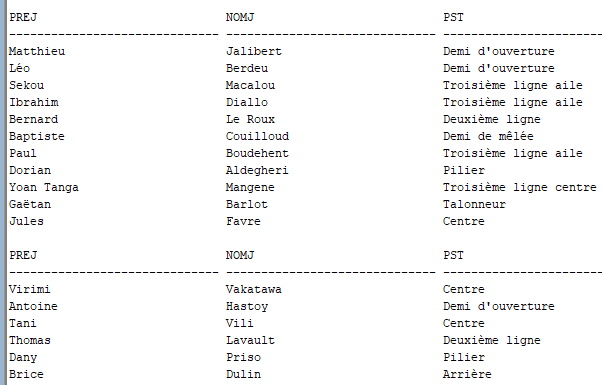 PREJ NOMJ PST
------------------------------ ------------------------------ -----------------------
Matthieu Jalibert Demi d'ouverture
Léo Berdeu Demi d'ouverture
Sekou Macalou Troisième ligne aile
Ibrahim Diallo Troisième ligne aile
Bernard Le Roux Deuxième ligne
Baptiste Couilloud Demi de mêlée
Paul Boudehent Troisième ligne aile
Dorian Aldegheri Pilier
Yoan Tanga Mangene Troisième ligne centre
Gaëtan Barlot Talonneur
Jules Favre Centre
PREJ NOMJ PST
------------------------------ ------------------------------ -----------------------
Virimi Vakatawa Centre
Antoine Hastoy Demi d'ouverture
Tani Vili Centre
Thomas Lavault Deuxième ligne
Dany Priso Pilier
Brice Dulin Arrière